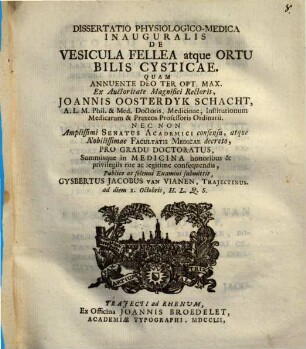 DISSERTATIO PHYSIOLOGICO-MEDICA
INAUGURALIS
DE
VESICULA FELLEA atque ORTU
BILIS CYSTICAE.
QUAM
ANNUENTE DEO TER OPT. MAX.
Ex Auctoritate Magnifici Rectoris,
JOANNIS OOSTERDYK SCHACHT,
A. L. M. Phil. & Med. Doctoris, Medicinae, Institutionum
Medicarum & Praxeos Professoris Ordinarii.
NEC NON
Amplissimi SENATUS ACADEMICI consensu, atque
Nobilissimae FACULTATIS MEDICAE decreto,
PRO GRADU DOCTORATUS,
Summisque in MEDICINA honoribus &
privilegiis rite ac legitime consequendis,
Publico ac solenni Examini submittit,
GYSBERTUS JACOBUS VAN VIANEN, TRAJECTINUS.
ad diem 2. Octobris, H. L. Q. S.
TRAJECTI ad RHENUM,
Ex Officina JOANNIS BROEDELET,
ACADEMIAE TYPOGRAPHI, MDCCLII.